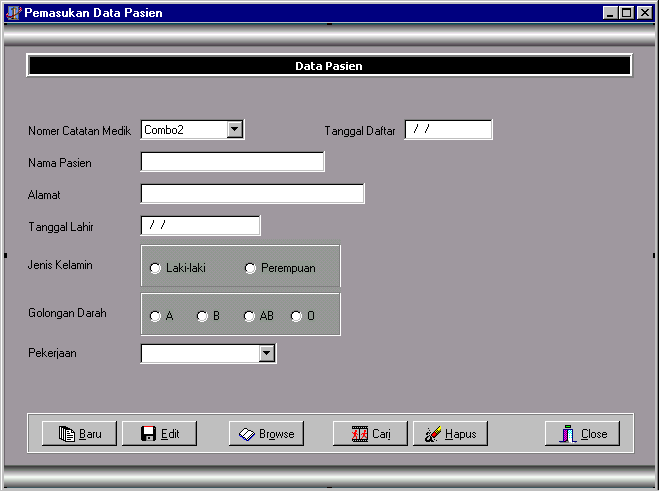 Pemasukan Data Pasien
Data Pasien
Nomer Catatan Medik Combo2 Tanggal Daftar / /
Nama Pasien
Alamat
Tanggal Lahir / /
Jenis Kelamin Laki-laki Perempuan
Golongan Darah A B AB O
Pekerjaan
Baru Edit Browse Cari Hapus Close